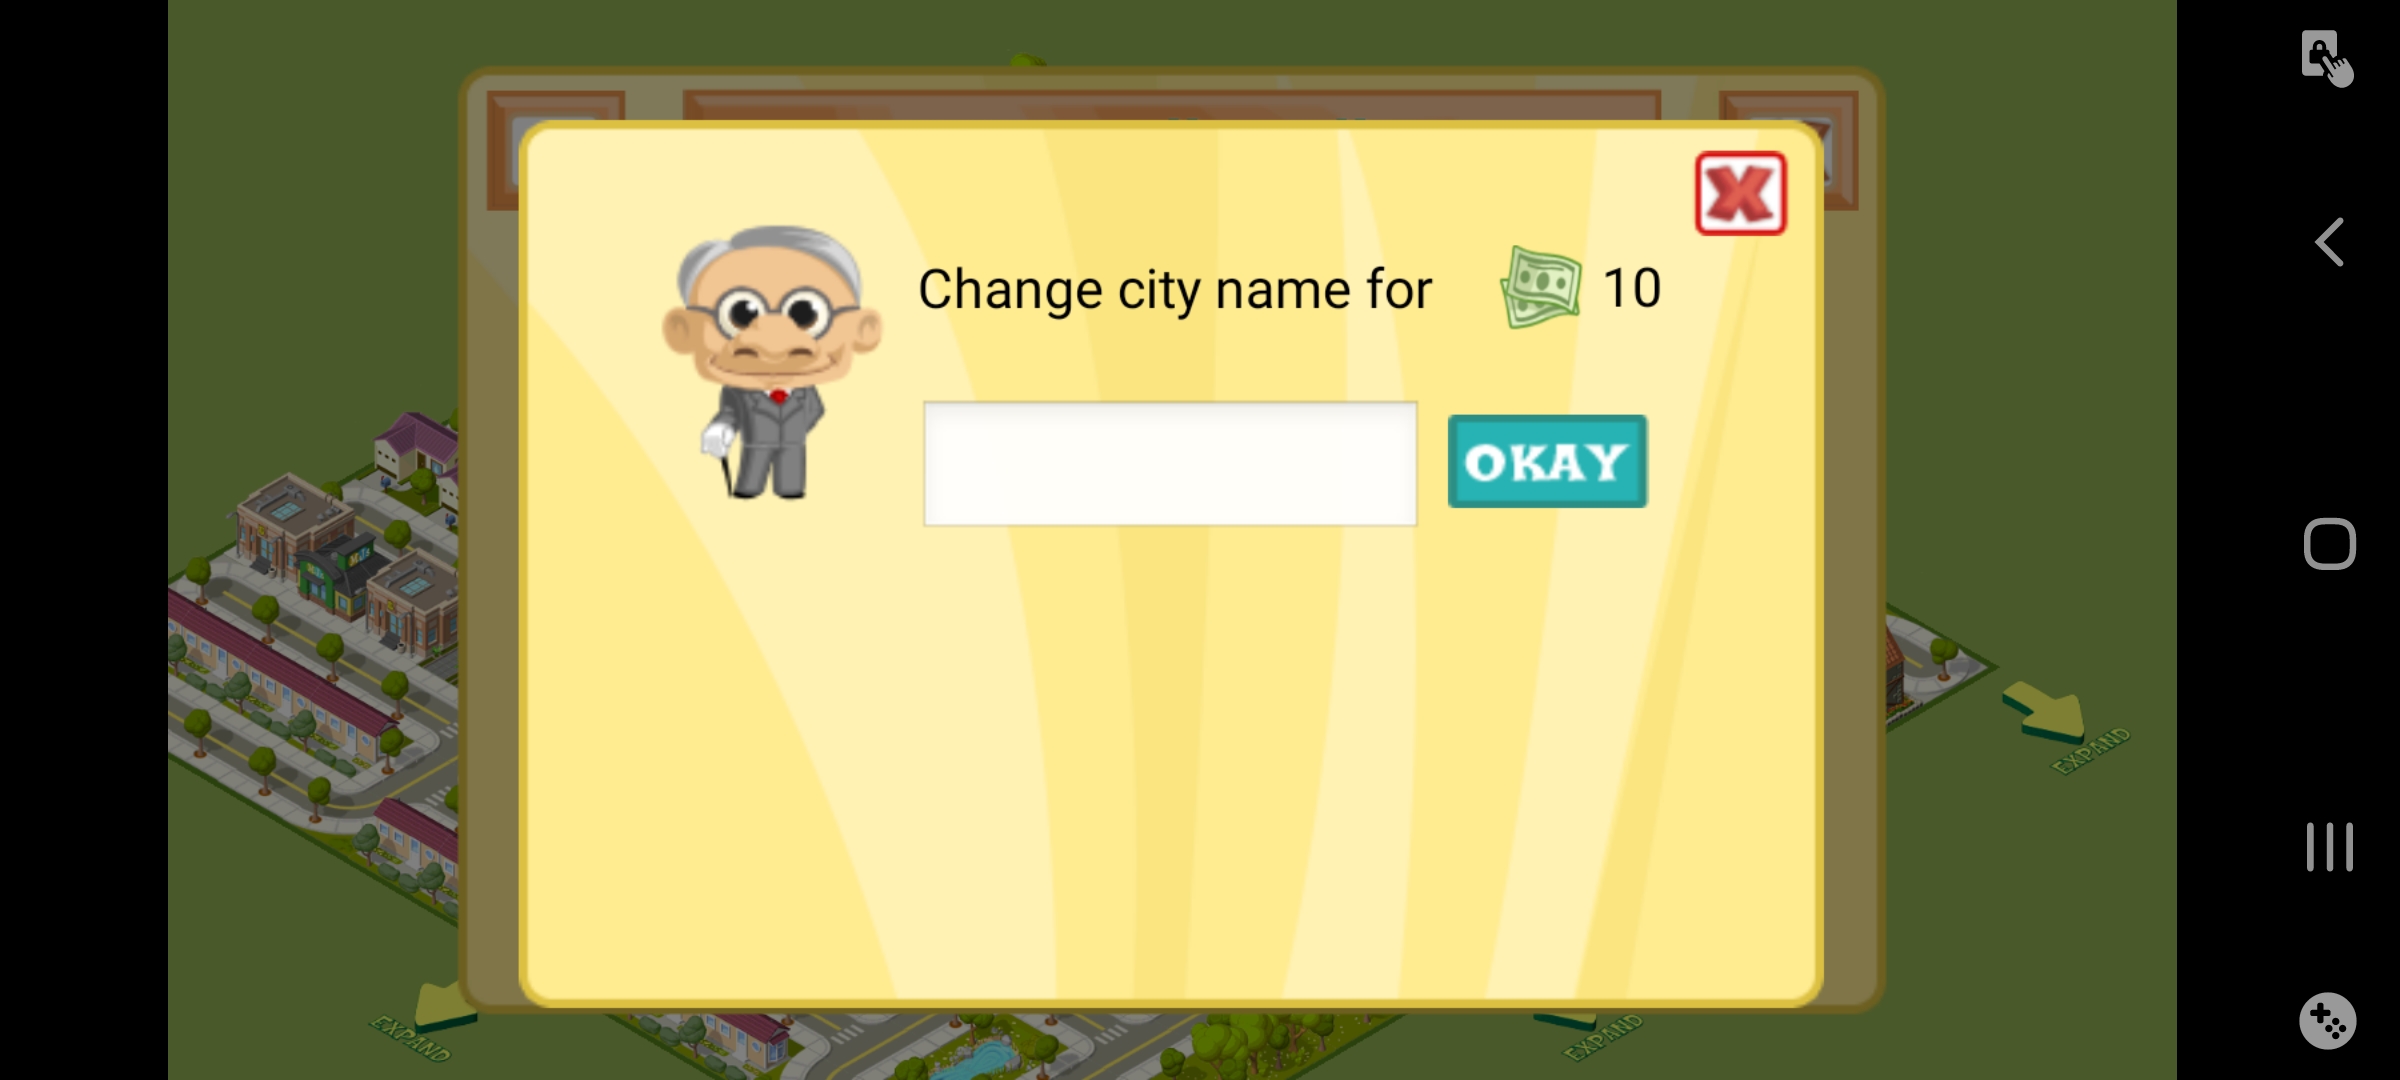 Change city name for 10
OKAY
EXPAND
EXPAND
EXPAND